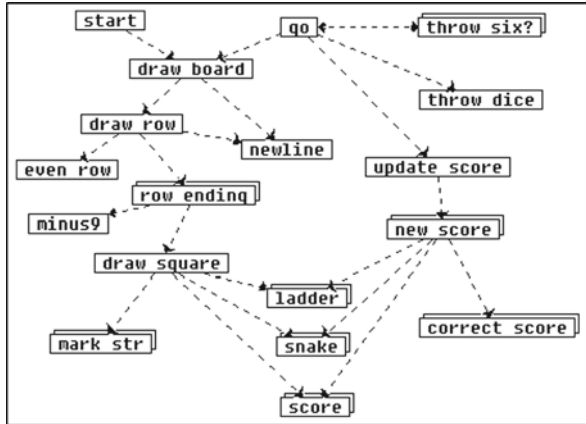 start
go
throw six?
draw board
throw dice
draw row
newline
even row
update score
row ending
minus9
new score
draw square
ladder
mark str
snake
correct score
score